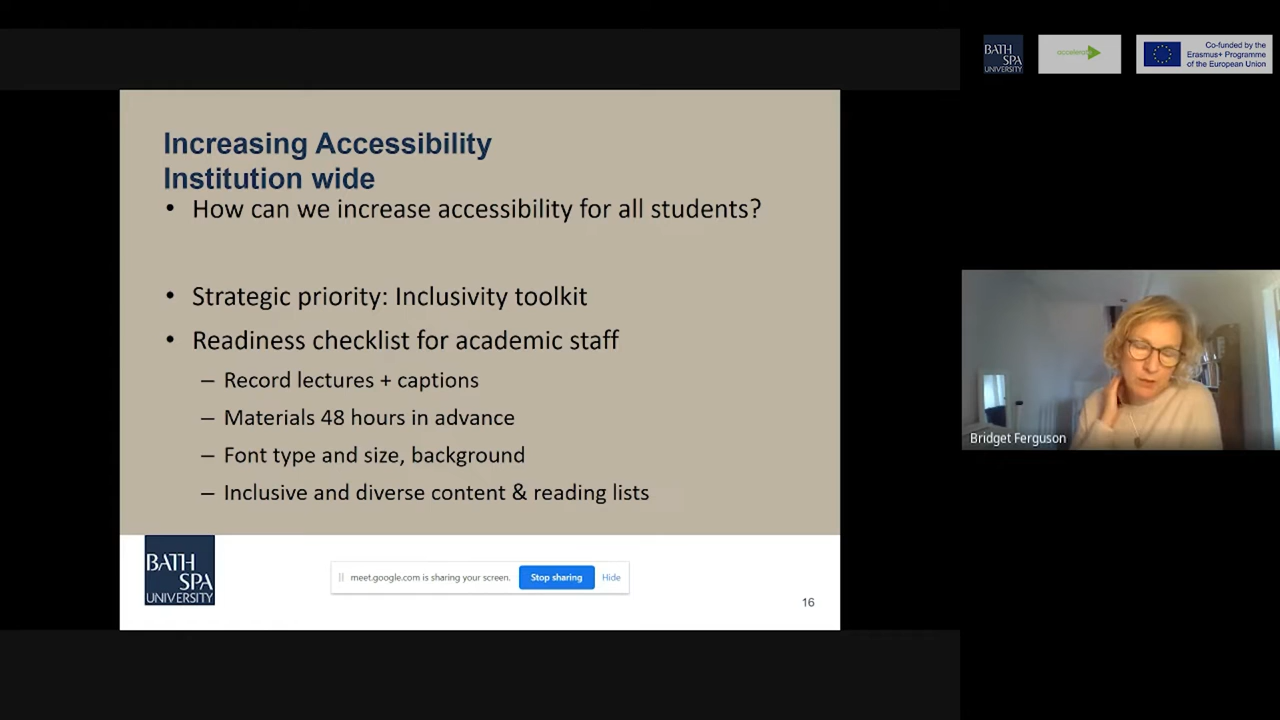 BATH
SPA
UNIVERSITY
accelerate
Co-funded by the
Erasmus+ Programme
of the European Union
Increasing Accessibility
Institution wide
• How can we increase accessibility for all students?
• Strategic priority: Inclusivity toolkit
• Readiness checklist for academic staff
– Record lectures + captions
– Materials 48 hours in advance
– Font type and size, background
– Inclusive and diverse content & reading lists
Bridget Ferguson
BATH
SPA
UNIVERSITY
meet.google.com is sharing your screen. Stop sharing Hide
16